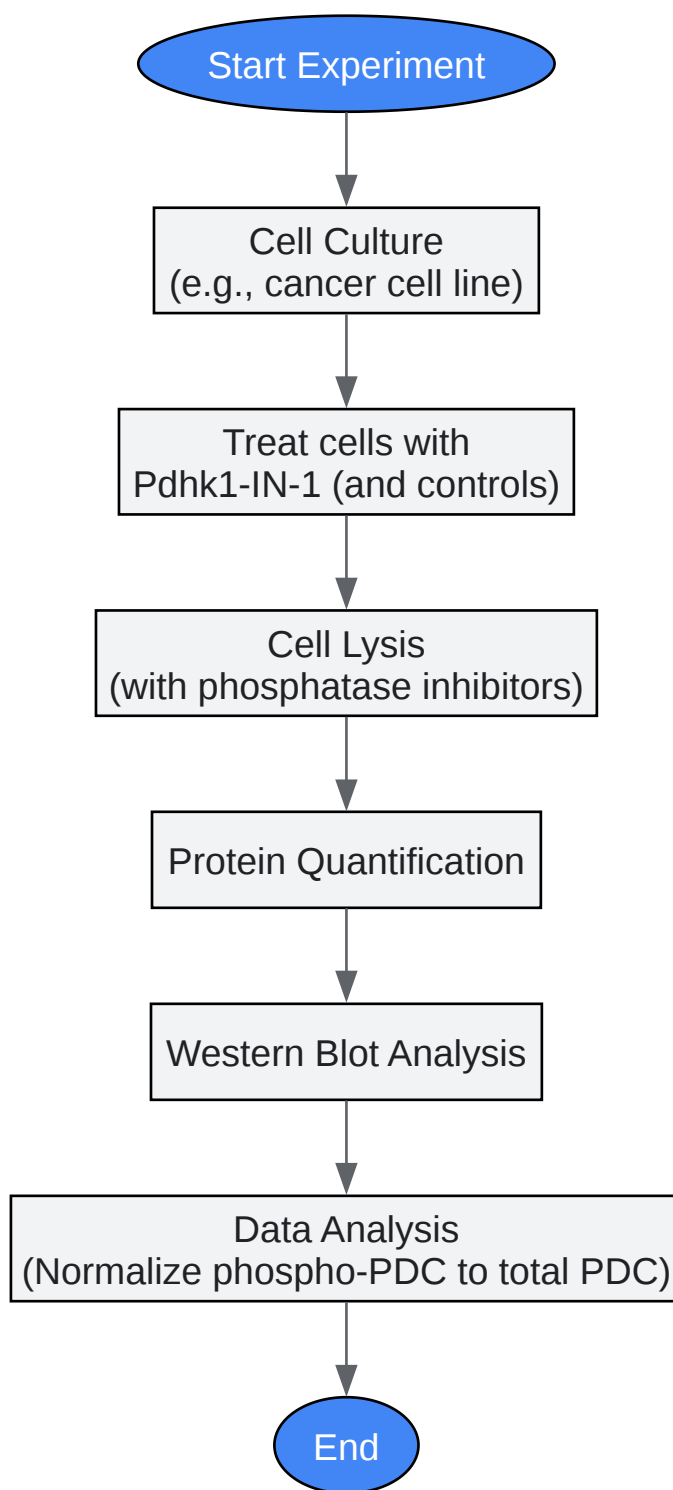 Start Experiment
Cell Culture
(e.g., cancer cell line)
Treat cells with
Pdhk1-IN-1 (and controls)
Cell Lysis
(with phosphatase inhibitors)
Protein Quantification
Western Blot Analysis
Data Analysis
(Normalize phospho-PDC to total PDC)
End